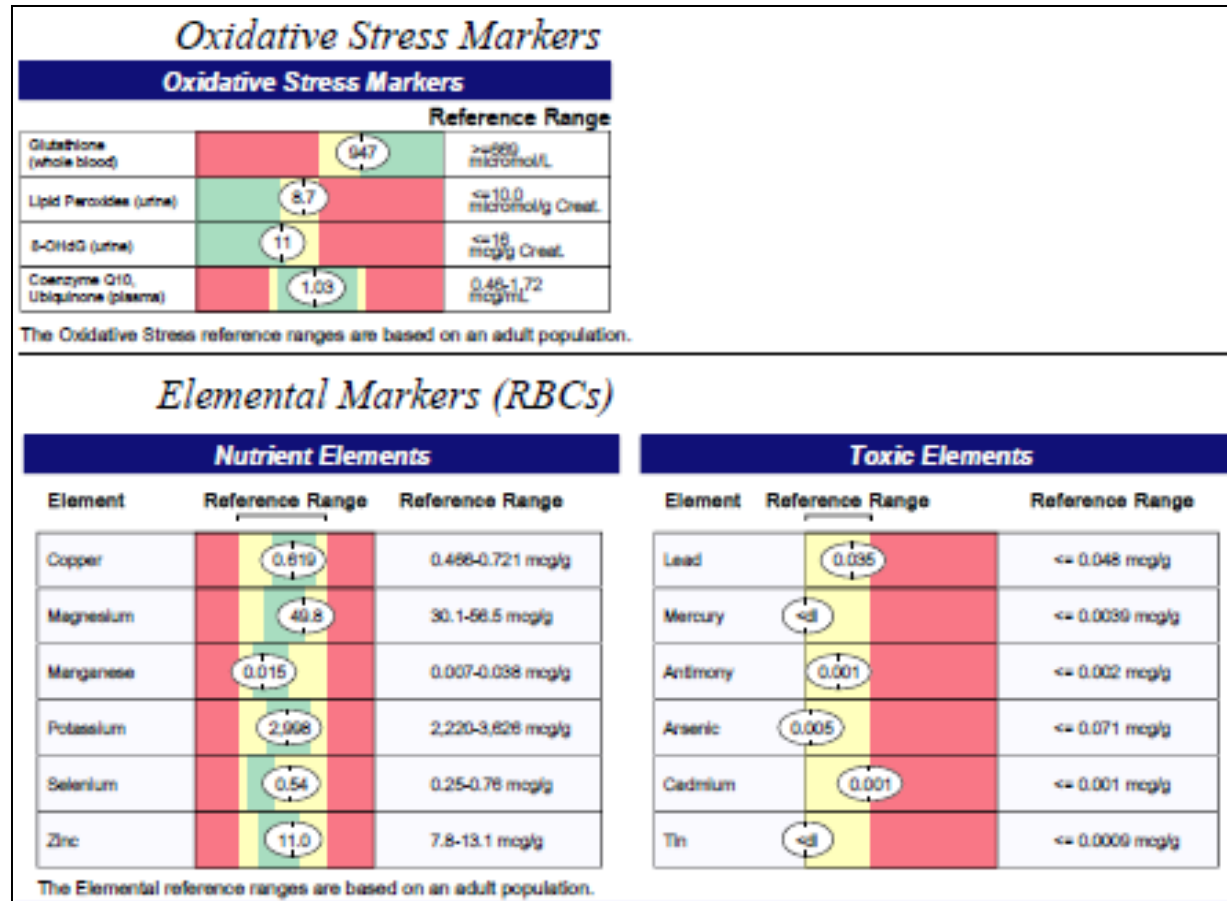 Oxidative Stress Markers
Oxidative Stress Markers
Reference Range
Glutathione
(whole blood)
947
>=669
micromol/L
Lipid Peroxides (urine)
8.7
<=10.0
micromol/g Creat.
8-OHdG (urine)
11
<=16
mcg/g Creat.
Coenzyme Q10,
Ubiquinone (plasma)
1.03
0.46-1.72
mcg/mL
The Oxidative Stress reference ranges are based on an adult population.
Elemental Markers (RBCs)
Nutrient Elements
Element Reference Range Reference Range
Copper 0.619 0.466-0.721 mcg/g
Magnesium 49.8 30.1-56.5 mcg/g
Manganese 0.015 0.007-0.038 mcg/g
Potassium 2,998 2,220-3,626 mcg/g
Selenium 0.54 0.25-0.76 mcg/g
Zinc 11.0 7.8-13.1 mcg/g
The Elemental reference ranges are based on an adult population.
Toxic Elements
Element Reference Range Reference Range
Lead 0.035 <= 0.048 mcg/g
Mercury <dl <= 0.0039 mcg/g
Antimony 0.001 <= 0.002 mcg/g
Arsenic 0.005 <= 0.071 mcg/g
Cadmium 0.001 <= 0.001 mcg/g
Tin <dl <= 0.0009 mcg/g